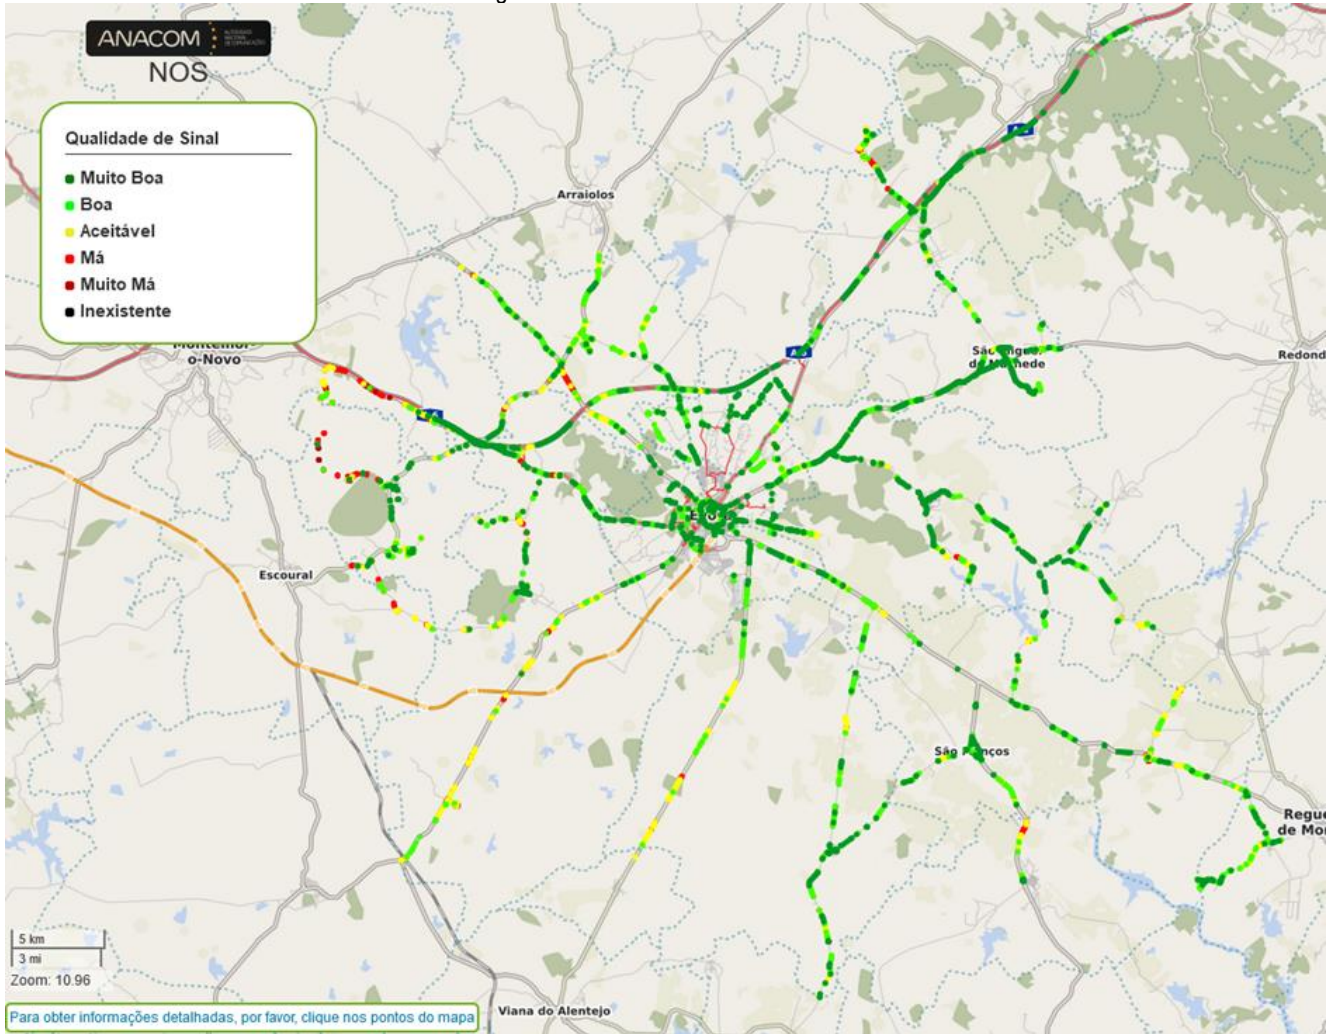 ANACOM
NOS
Qualidade de Sinal
Muito Boa
Boa
Aceitável
Má
Muito Má
Inexistente
Arraiolos
o-Novo
Redond
Escoural
Regue
de Mo
Viana do Alentejo
5 km
3 mi
Zoom: 10.96
Para obter informações detalhadas, por favor, clique nos pontos do mapa